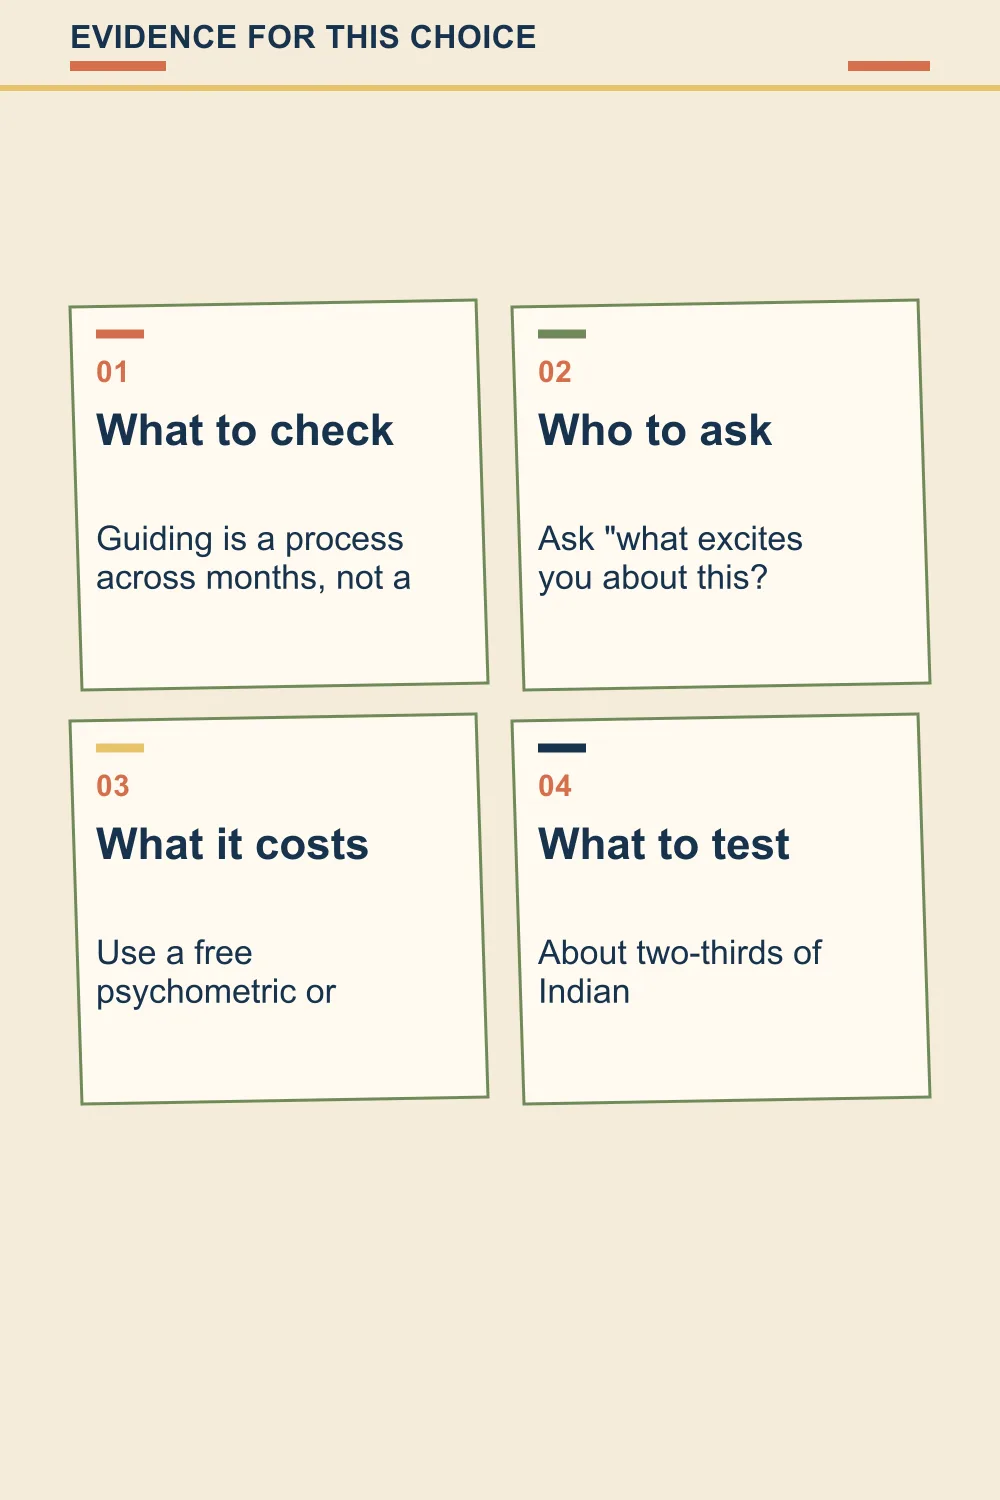 EVIDENCE FOR THIS CHOICE
01
What to check
Guiding is a process
across months, not a
02
Who to ask
Ask "what excites
you about this?
03
What it costs
Use a free
psychometric or
04
What to test
About two-thirds of
Indian